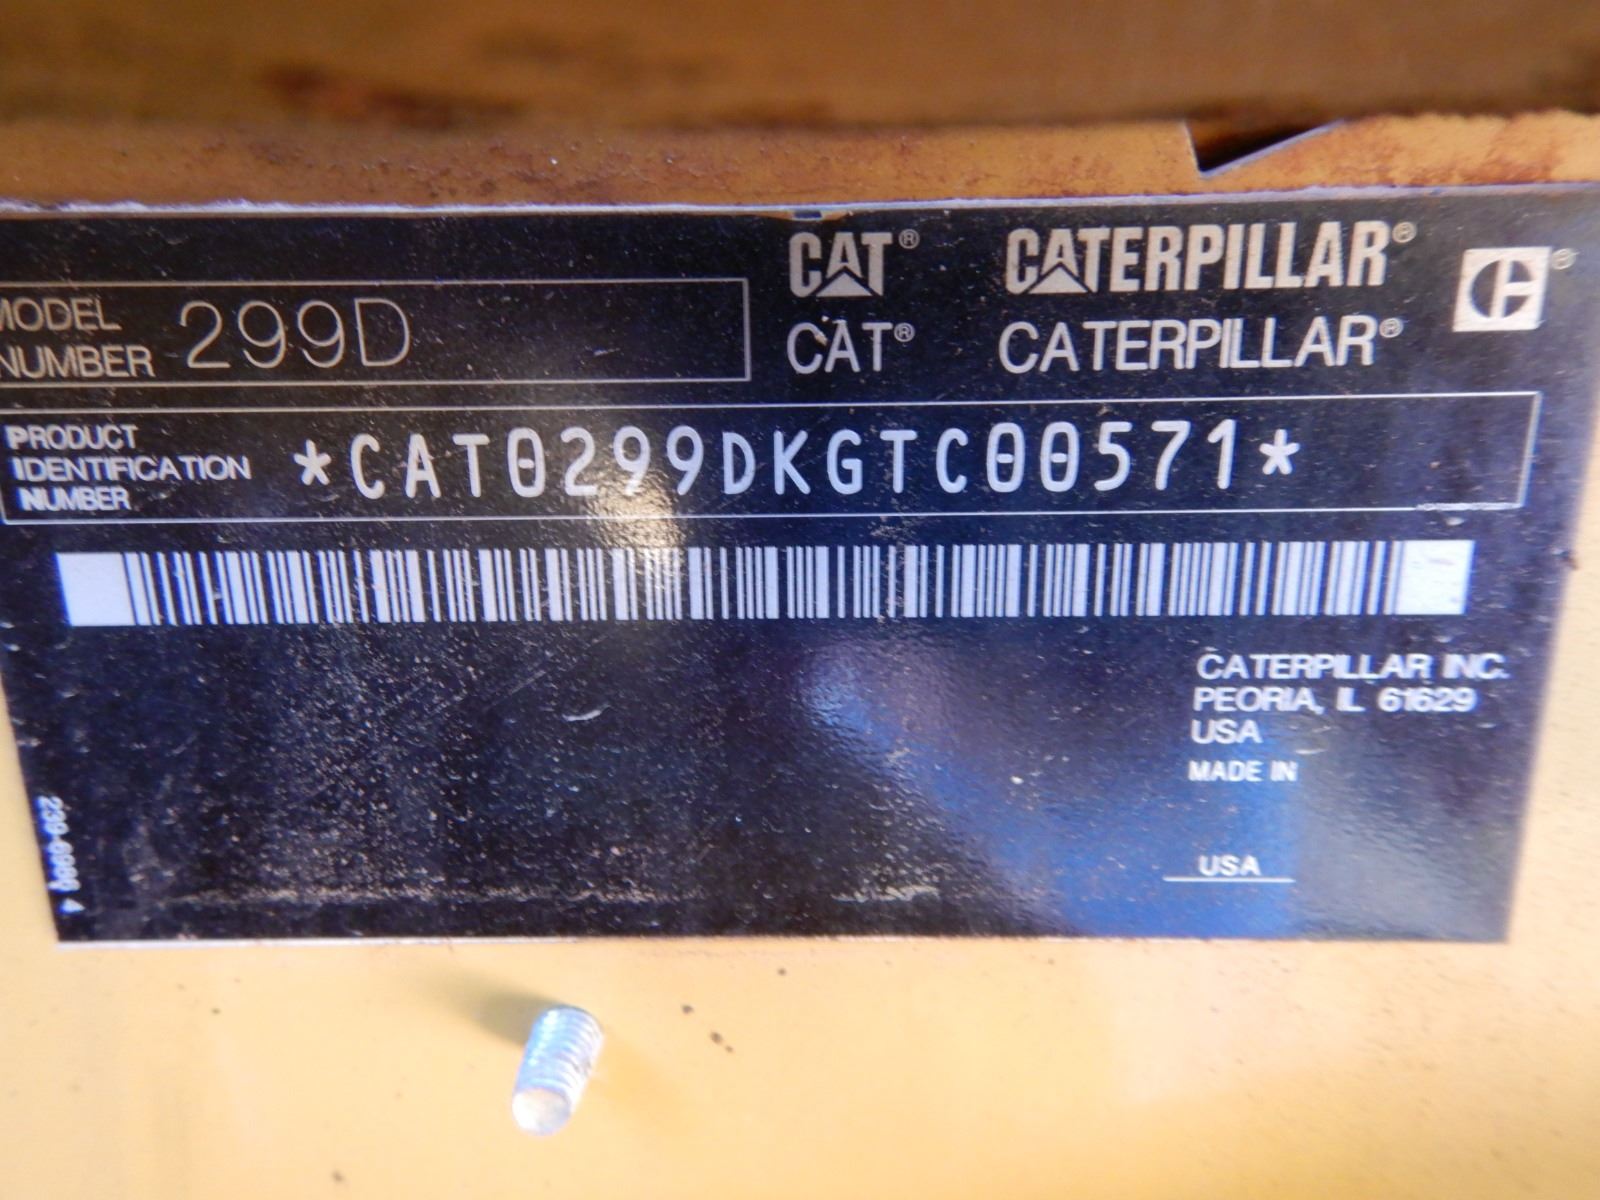 CAT® CATERPILLAR® C®
MODEL
NUMBER 299D
CAT® CATERPILLAR®
PRODUCT
IDENTIFICATION
NUMBER
*CAT0299DKGTC00571*
CATERPILLAR INC.
PEORIA, IL 61629
USA
MADE IN
USA